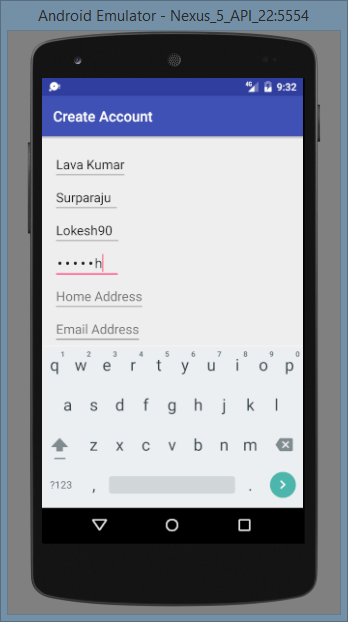 Android Emulator - Nexus_5_API_22:5554
4G 9:32
Create Account
Lava Kumar
Surparaju
Lokesh90
•••••h
Home Address
Email Address
1 2 3 4 5 6 7 8 9 0
q w e r t y u i o p
a s d f g h j k l
z x c v b n m
?123 , .